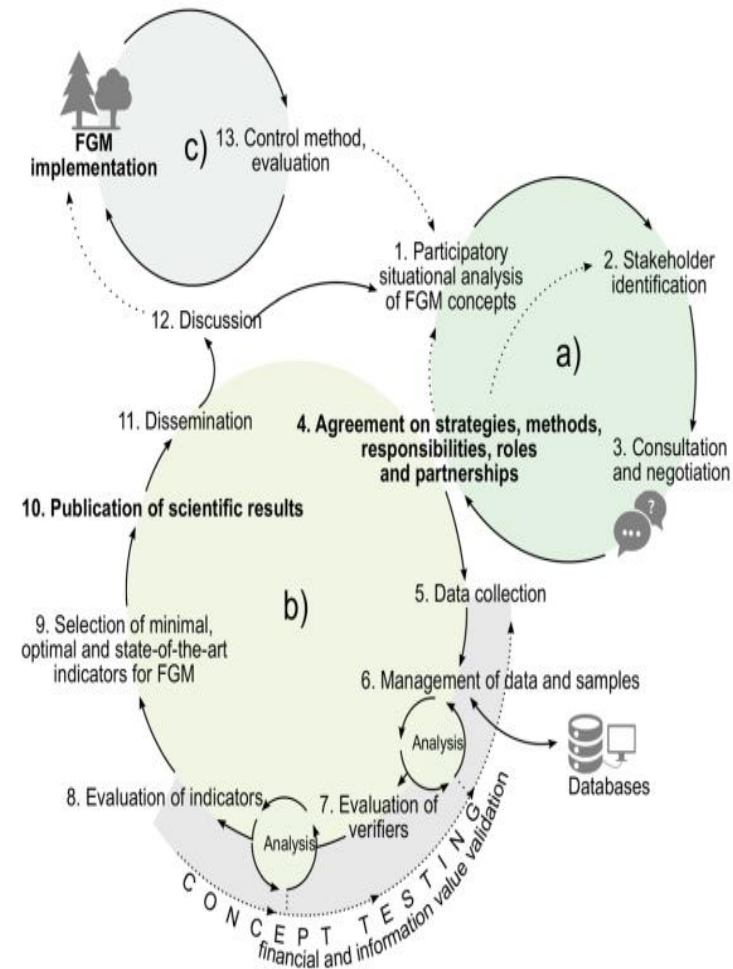 FGM
implementation
c)
13. Control method,
evaluation
1. Participatory
situational analysis
of FGM concepts
2. Stakeholder
identification
a)
3. Consultation
and negotiation
?
...
4. Agreement on strategies, methods,
responsibilities, roles
and partnerships
12. Discussion
11. Dissemination
10. Publication of scientific results
b)
5. Data collection
9. Selection of minimal,
optimal and state-of-the-art
indicators for FGM
6. Management of data and samples
Analysis
Databases
8. Evaluation of indicators
7. Evaluation of
verifiers
Analysis
CONCEPT TESTING
financial and information value validation